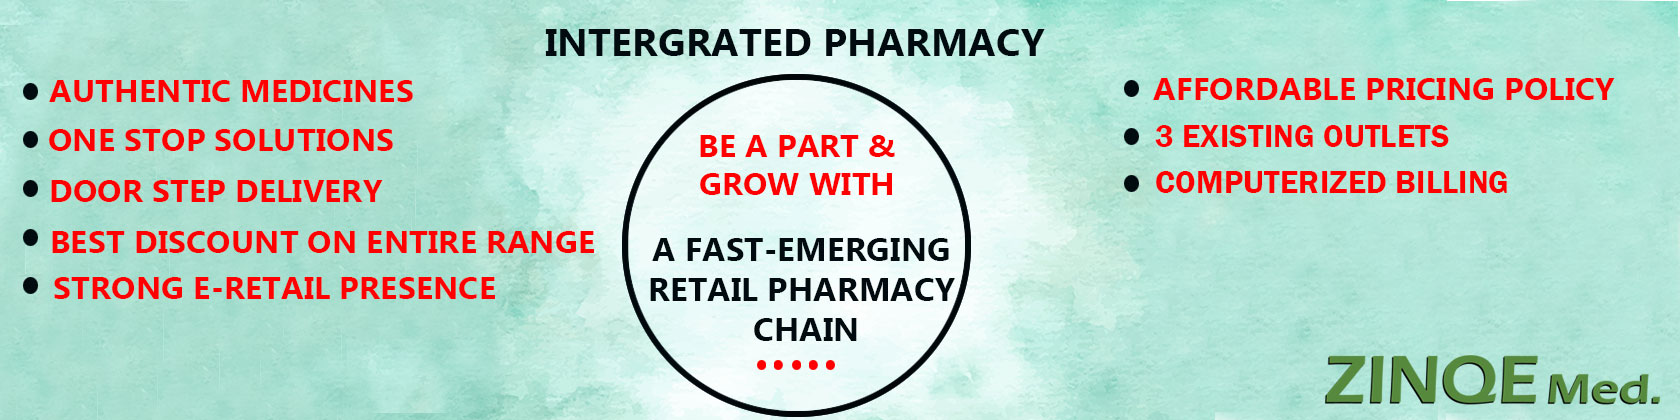 INTERGRATED PHARMACY
• AUTHENTIC MEDICINES
• ONE STOP SOLUTIONS
• DOOR STEP DELIVERY
• BEST DISCOUNT ON ENTIRE RANGE
• STRONG E-RETAIL PRESENCE
BE A PART &
GROW WITH
A FAST-EMERGING
RETAIL PHARMACY
CHAIN
• • • • •
• AFFORDABLE PRICING POLICY
• 3 EXISTING OUTLETS
• COMPUTERIZED BILLING
ZINQE Med.